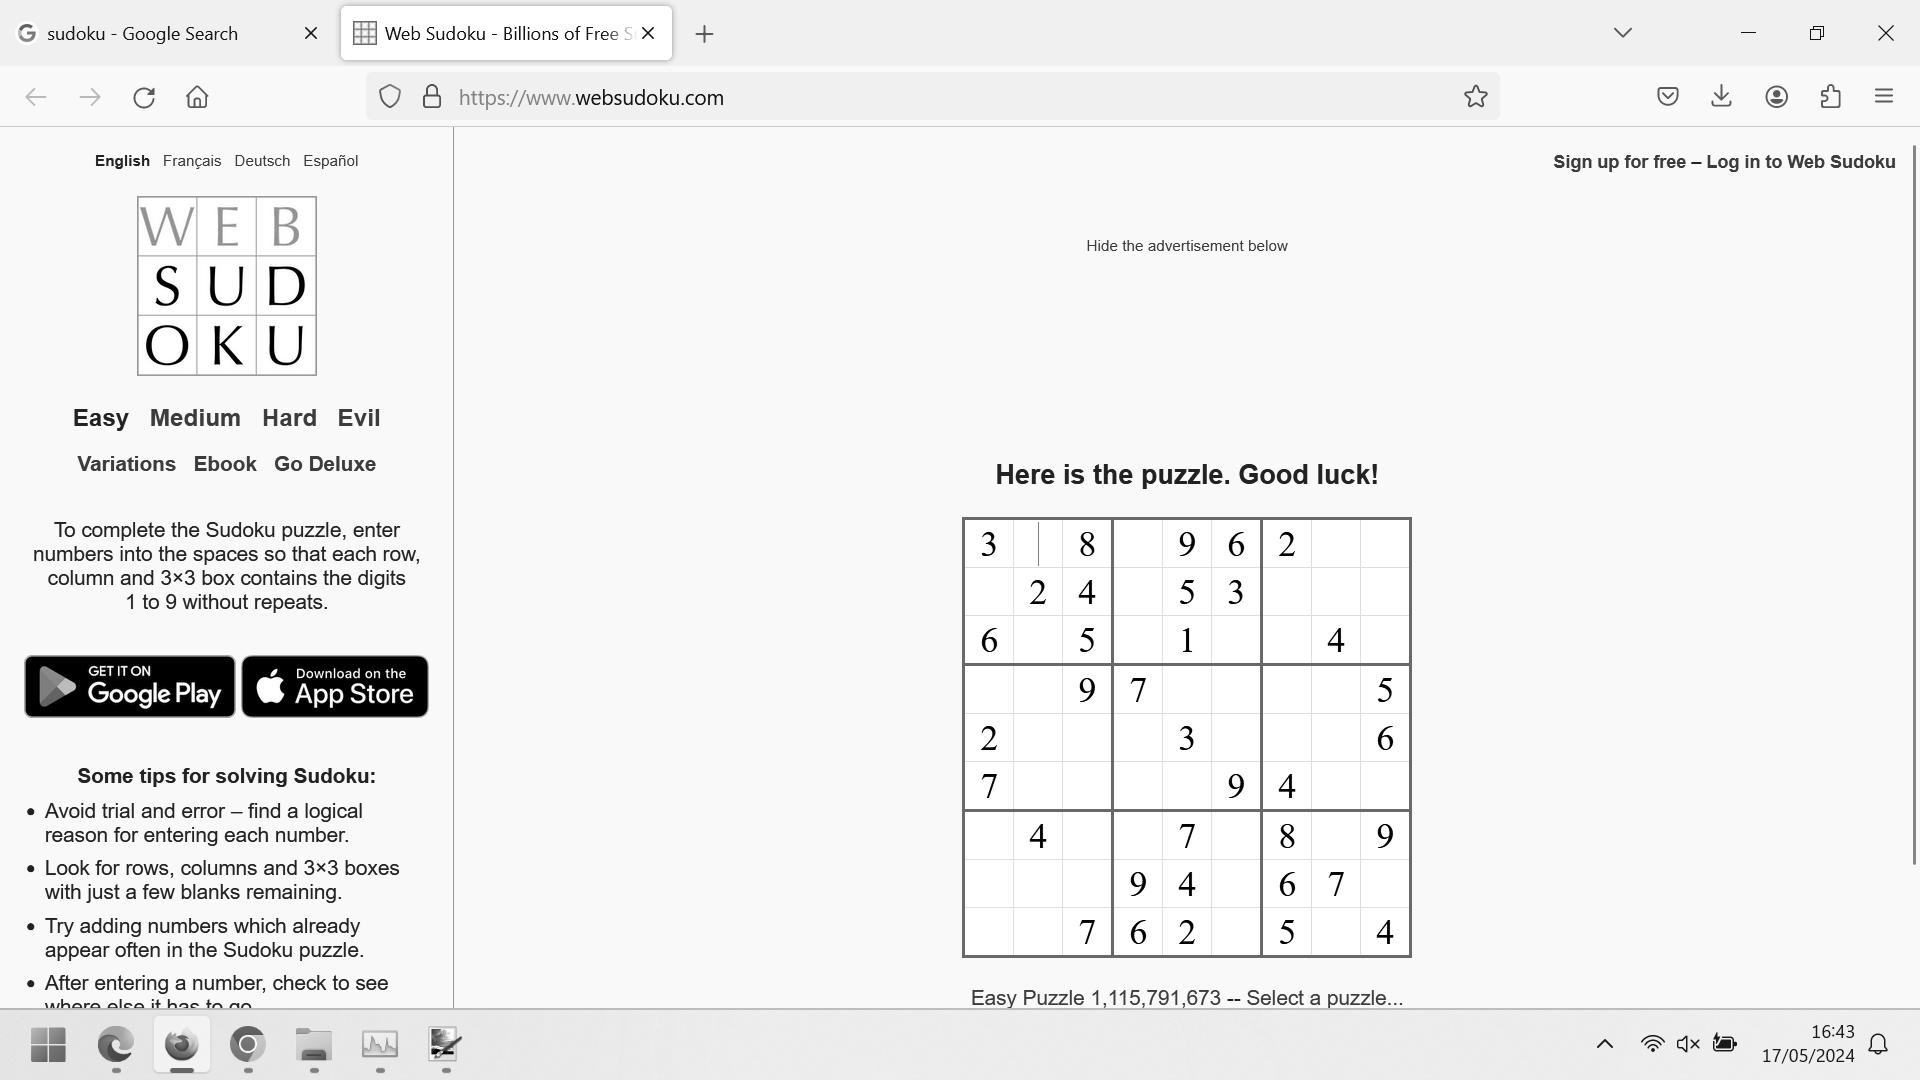 sudoku - Google Search
Web Sudoku - Billions of Free S
https://www.websudoku.com
English Français Deutsch Español
Sign up for free – Log in to Web Sudoku
WEB
SUD
OKU
Hide the advertisement below
Easy Medium Hard Evil
Variations Ebook Go Deluxe
To complete the Sudoku puzzle, enter
numbers into the spaces so that each row,
column and 3×3 box contains the digits
1 to 9 without repeats.
GET IT ON
Google Play
Download on the
App Store
Some tips for solving Sudoku:
• Avoid trial and error – find a logical
reason for entering each number.
• Look for rows, columns and 3×3 boxes
with just a few blanks remaining.
• Try adding numbers which already
appear often in the Sudoku puzzle.
• After entering a number, check to see
where else it has to go.
Here is the puzzle. Good luck!
3 8 9 6 2
2 4 5 3
6 5 1 4
9 7 5
2 3 6
7 9 4
4 7 8 9
9 4 6 7
7 6 2 5 4
Easy Puzzle 1,115,791,673 -- Select a puzzle...
16:43
17/05/2024